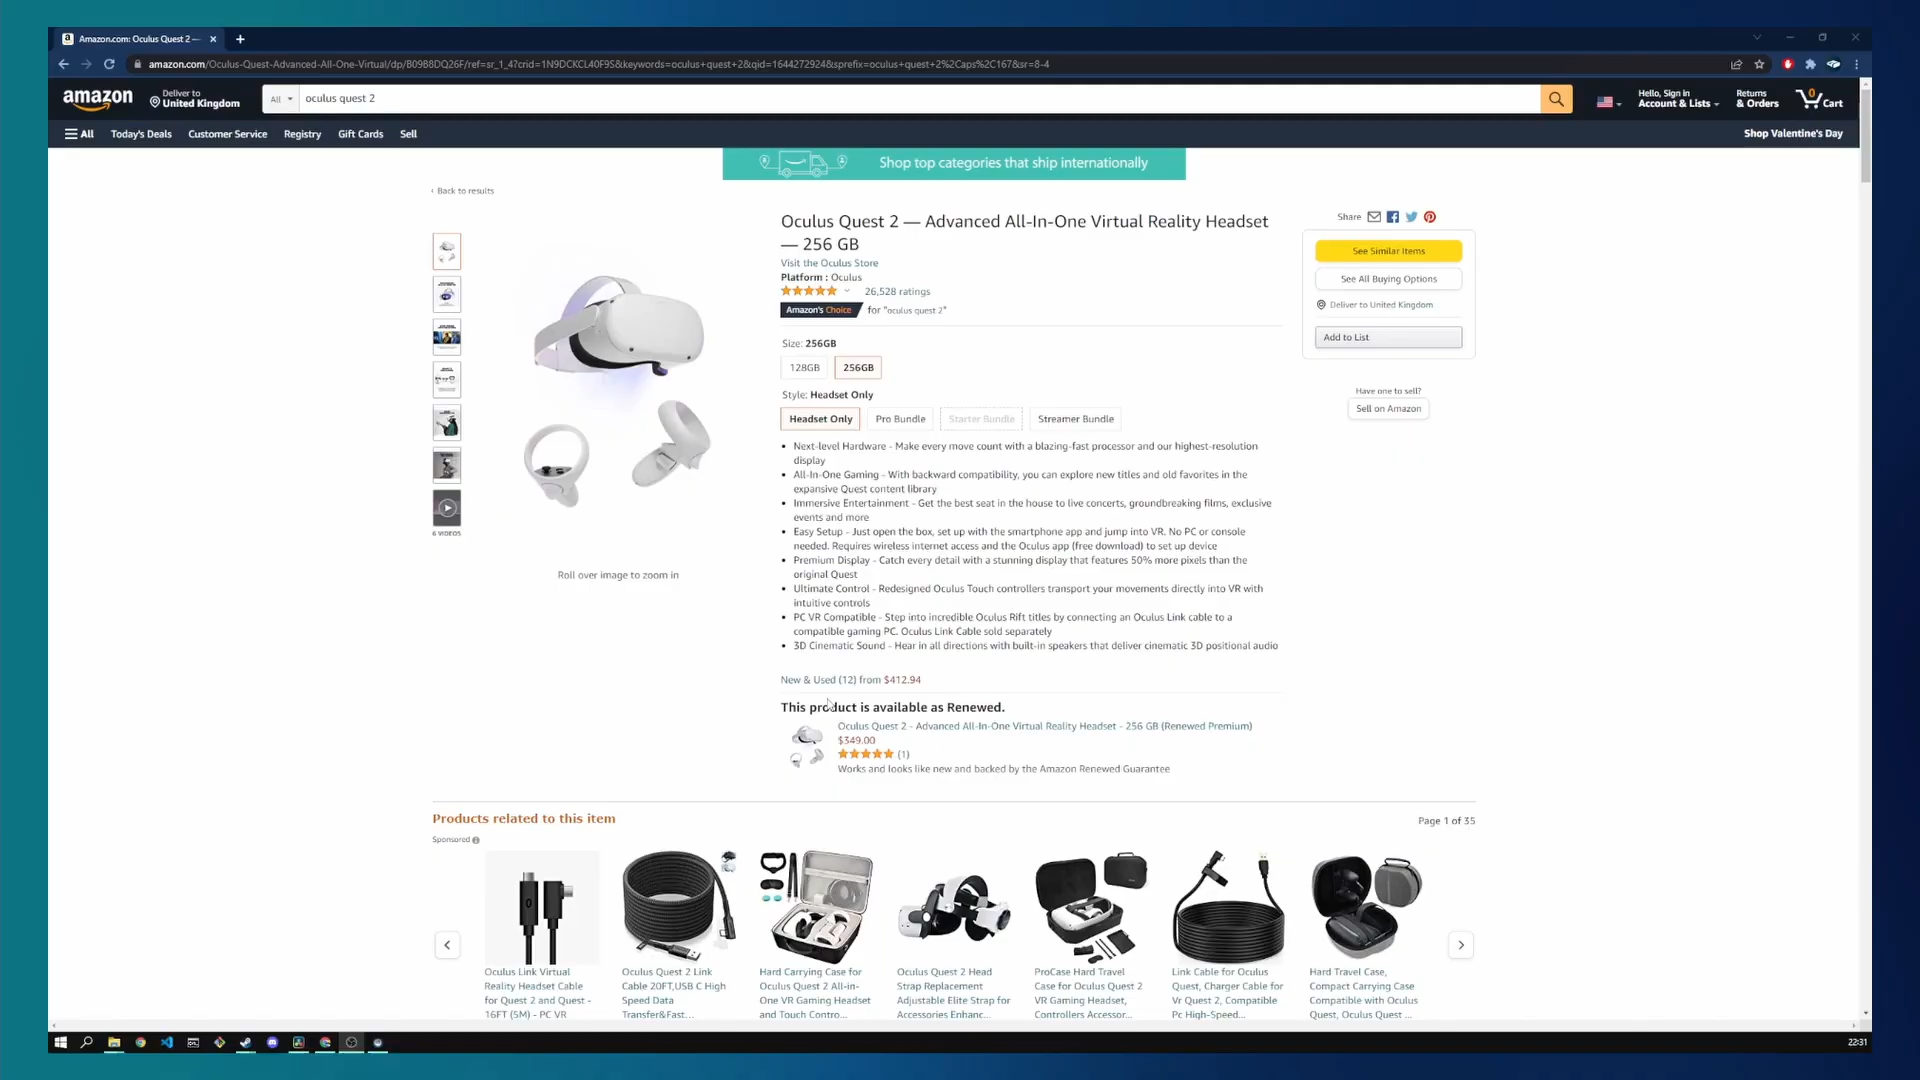 Amazon.com: Oculus Quest 2 —
amazon.com/Oculus-Quest-Advanced-All-One-Virtual/dp/B09B8DQ26F/ref=sr_1_4?crid=1N9DCKCL40F9S&keywords=oculus+quest+2&qid=1644272924&sprefix=oculus+quest+2%2Caps%2C167&sr=8-4
amazon
Deliver to
United Kingdom
All
oculus quest 2
Hello, Sign in
Account & Lists
Returns
& Orders
0
Cart
All
Today's Deals
Customer Service
Registry
Gift Cards
Sell
Shop Valentine's Day
Shop top categories that ship internationally
‹ Back to results
Oculus Quest 2 — Advanced All-In-One Virtual Reality Headset
— 256 GB
Visit the Oculus Store
Platform : Oculus
26,528 ratings
Amazon's Choice for "oculus quest 2"
Size: 256GB
128GB
256GB
Style: Headset Only
Headset Only
Pro Bundle
Starter Bundle
Streamer Bundle
• Next-level Hardware - Make every move count with a blazing-fast processor and our highest-resolution
display
• All-In-One Gaming - With backward compatibility, you can explore new titles and old favorites in the
expansive Quest content library
• Immersive Entertainment - Get the best seat in the house to live concerts, groundbreaking films, exclusive
events and more
• Easy Setup - Just open the box, set up with the smartphone app and jump into VR. No PC or console
needed. Requires wireless internet access and the Oculus app (free download) to set up device
• Premium Display - Catch every detail with a stunning display that features 50% more pixels than the
original Quest
• Ultimate Control - Redesigned Oculus Touch controllers transport your movements directly into VR with
intuitive controls
• PC VR Compatible - Step into incredible Oculus Rift titles by connecting an Oculus Link cable to a
compatible gaming PC. Oculus Link Cable sold separately
• 3D Cinematic Sound - Hear in all directions with built-in speakers that deliver cinematic 3D positional audio
New & Used (12) from $412.94
This product is available as Renewed.
Oculus Quest 2 - Advanced All-In-One Virtual Reality Headset - 256 GB (Renewed Premium)
$349.00
(1)
Works and looks like new and backed by the Amazon Renewed Guarantee
6 VIDEOS
Roll over image to zoom in
Share
See Similar Items
See All Buying Options
Deliver to United Kingdom
Add to List
Have one to sell?
Sell on Amazon
Products related to this item
Page 1 of 35
Sponsored
Oculus Link Virtual
Reality Headset Cable
for Quest 2 and Quest -
16FT (5M) - PC VR
Oculus Quest 2 Link
Cable 20FT,USB C High
Speed Data
Transfer&Fast...
Hard Carrying Case for
Oculus Quest 2 All-in-
One VR Gaming Headset
and Touch Contro...
Oculus Quest 2 Head
Strap Replacement
Adjustable Elite Strap for
Accessories Enhanc...
ProCase Hard Travel
Case for Oculus Quest 2
VR Gaming Headset,
Controllers Accessor...
Link Cable for Oculus
Quest, Charger Cable for
Vr Quest 2, Compatible
Pc High-Speed...
Hard Travel Case,
Compact Carrying Case
Compatible with Oculus
Quest, Oculus Quest ...
22:31